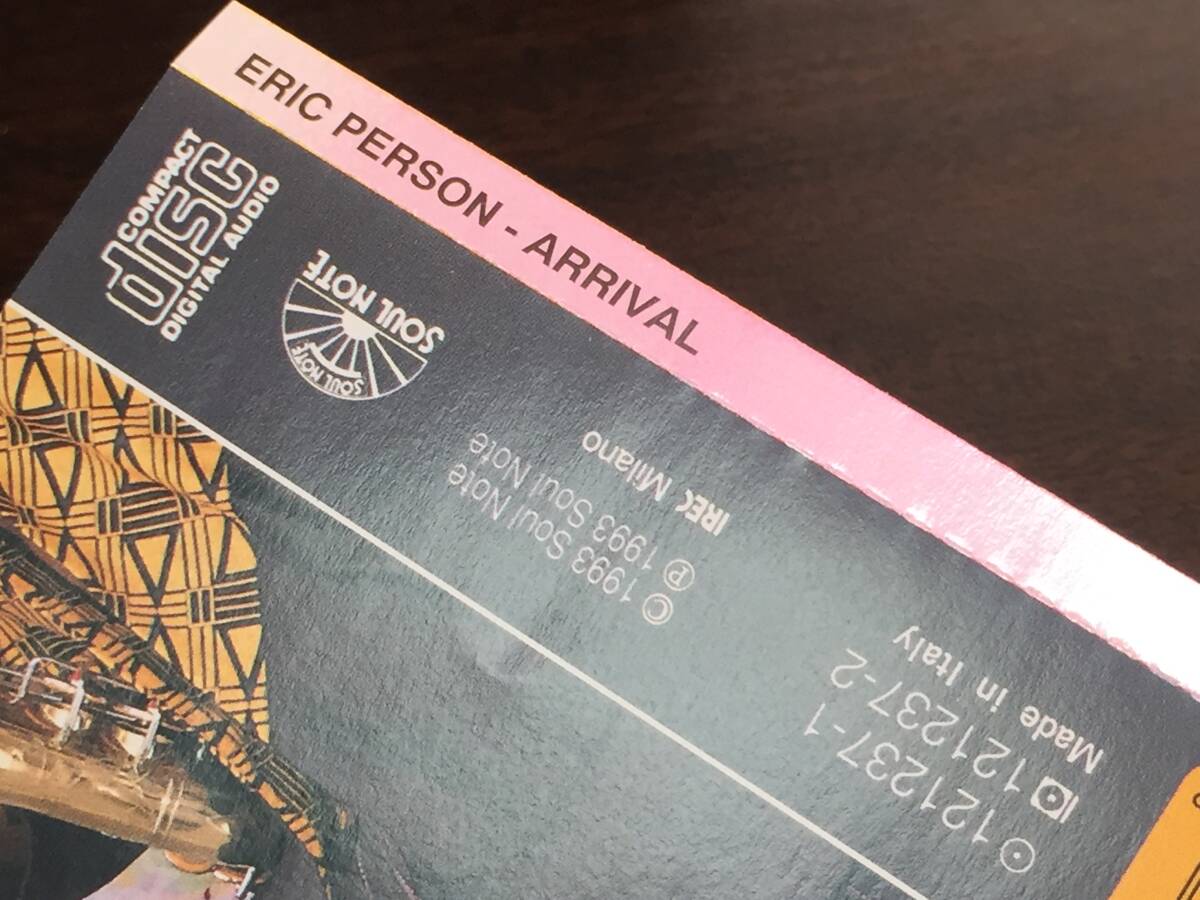 ERIC PERSON - ARRIVAL
COMPACT
disc
DIGITAL AUDIO
SOUL NOTE
SOUL NOTE
© 1993 Soul Note
℗ 1993 Soul Note
IREC Milano
121237-1
121237-2
Made in Italy